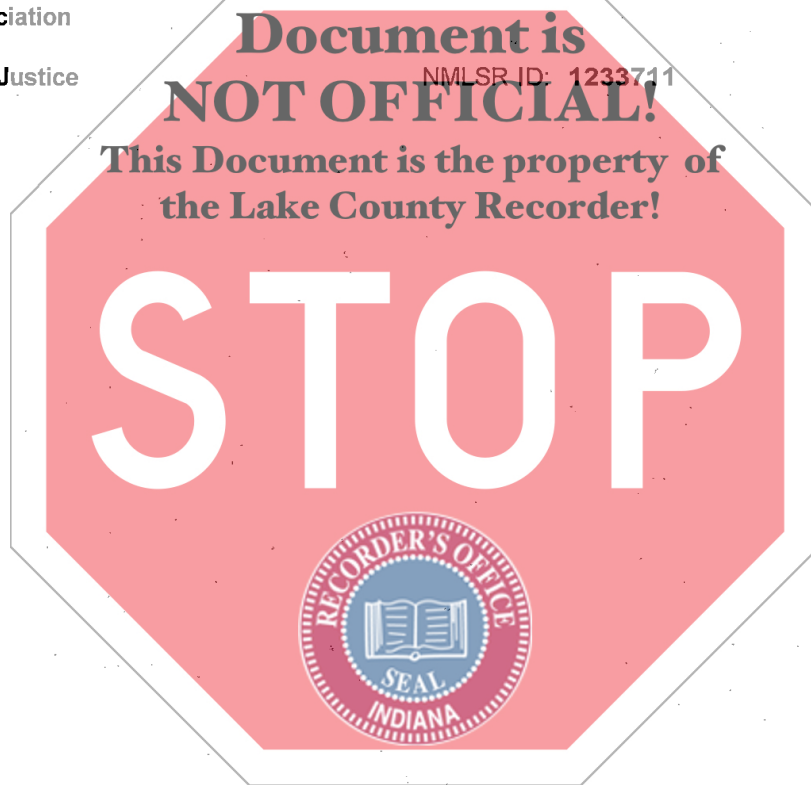 ciation
Document is
Justice
NMLSR ID: 1233711
NOT OFFICIAL!
This Document is the property of
the Lake County Recorder!
STOP
RECORDER'S OFFICE
SEAL
INDIANA